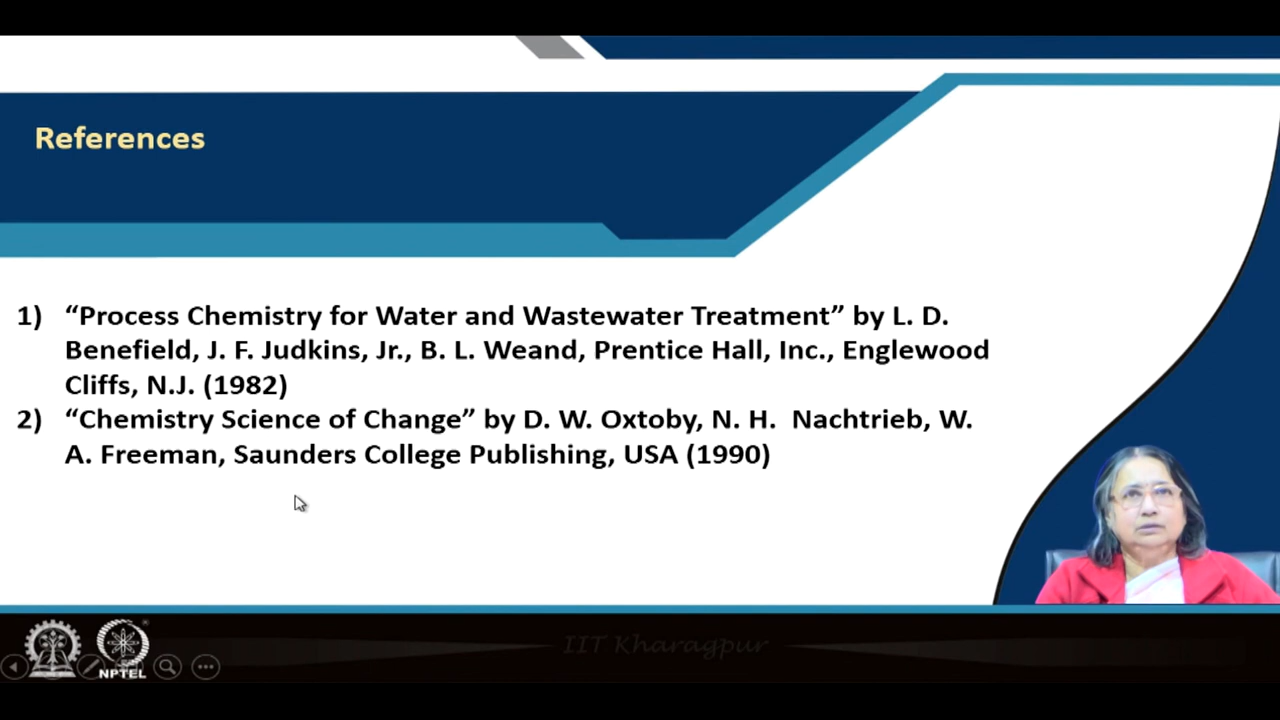 References
1) “Process Chemistry for Water and Wastewater Treatment” by L. D.
Benefield, J. F. Judkins, Jr., B. L. Weand, Prentice Hall, Inc., Englewood
Cliffs, N.J. (1982)
2) “Chemistry Science of Change” by D. W. Oxtoby, N. H. Nachtrieb, W.
A. Freeman, Saunders College Publishing, USA (1990)
IIT Kharagpur
NPTEL